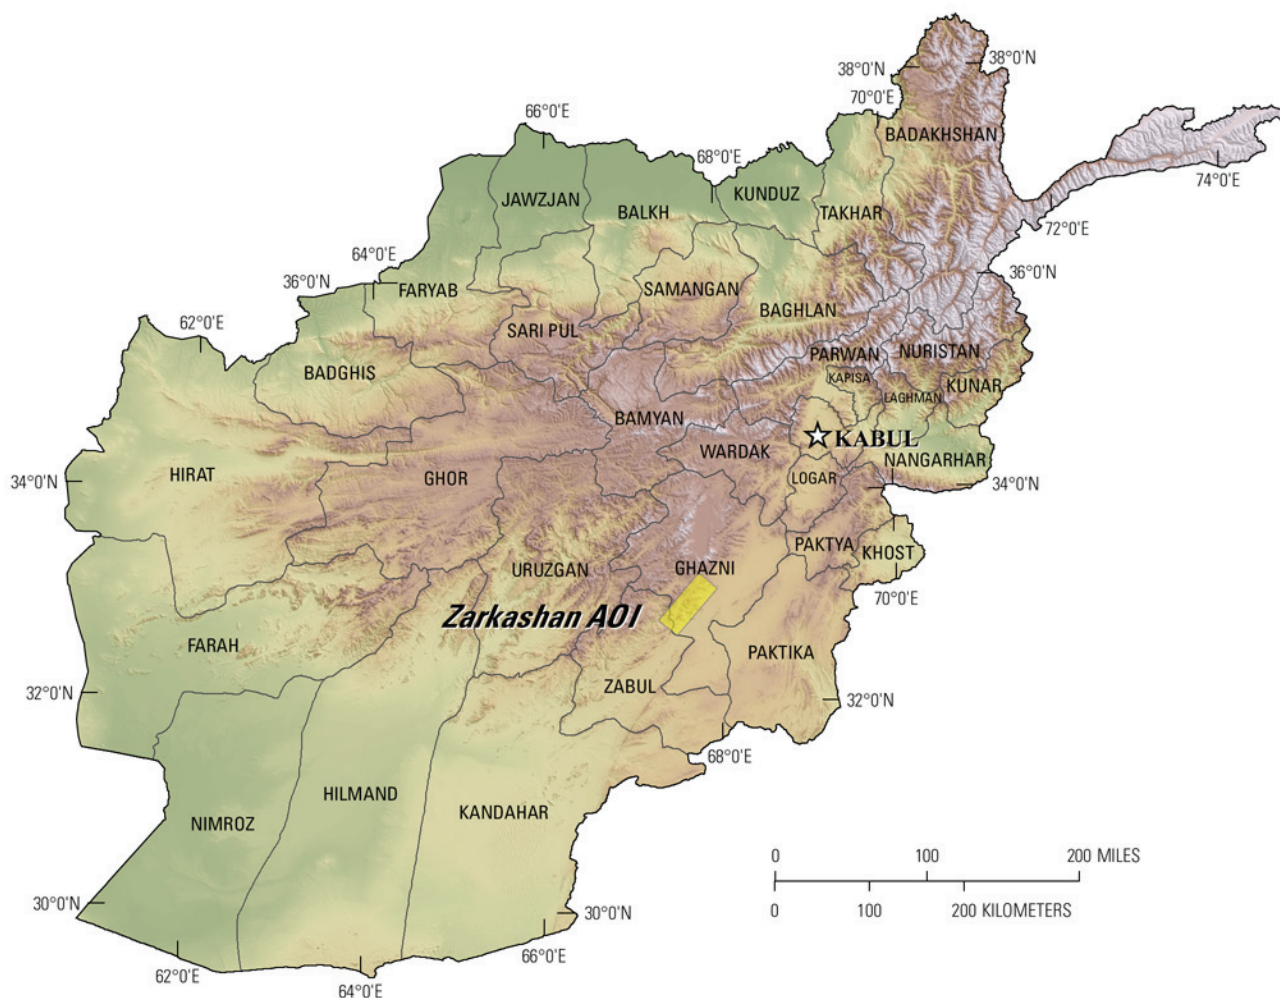 38°0'N
38°0'N
70°0'E
66°0'E
BADAKHSHAN
68°0'E
74°0'E
JAWZJAN
BALKH
KUNDUZ
TAKHAR
72°0'E
64°0'E
36°0'N
36°0'N
FARYAB
SAMANGAN
BAGHLAN
62°0'E
SARI PUL
PARWAN
NURISTAN
BADGHIS
KAPISA
KUNAR
LAGHMAN
BAMYAN
KABUL
WARDAK
NANGARHAR
HIRAT
GHOR
LOGAR
34°0'N
34°0'N
PAKTYA
KHOST
URUZGAN
GHAZNI
70°0'E
Zarkashan AOI
FARAH
PAKTIKA
ZABUL
32°0'N
32°0'N
68°0'E
HILMAND
KANDAHAR
NIMROZ
0 100 200 MILES
0 100 200 KILOMETERS
30°0'N
30°0'N
66°0'E
62°0'E
64°0'E